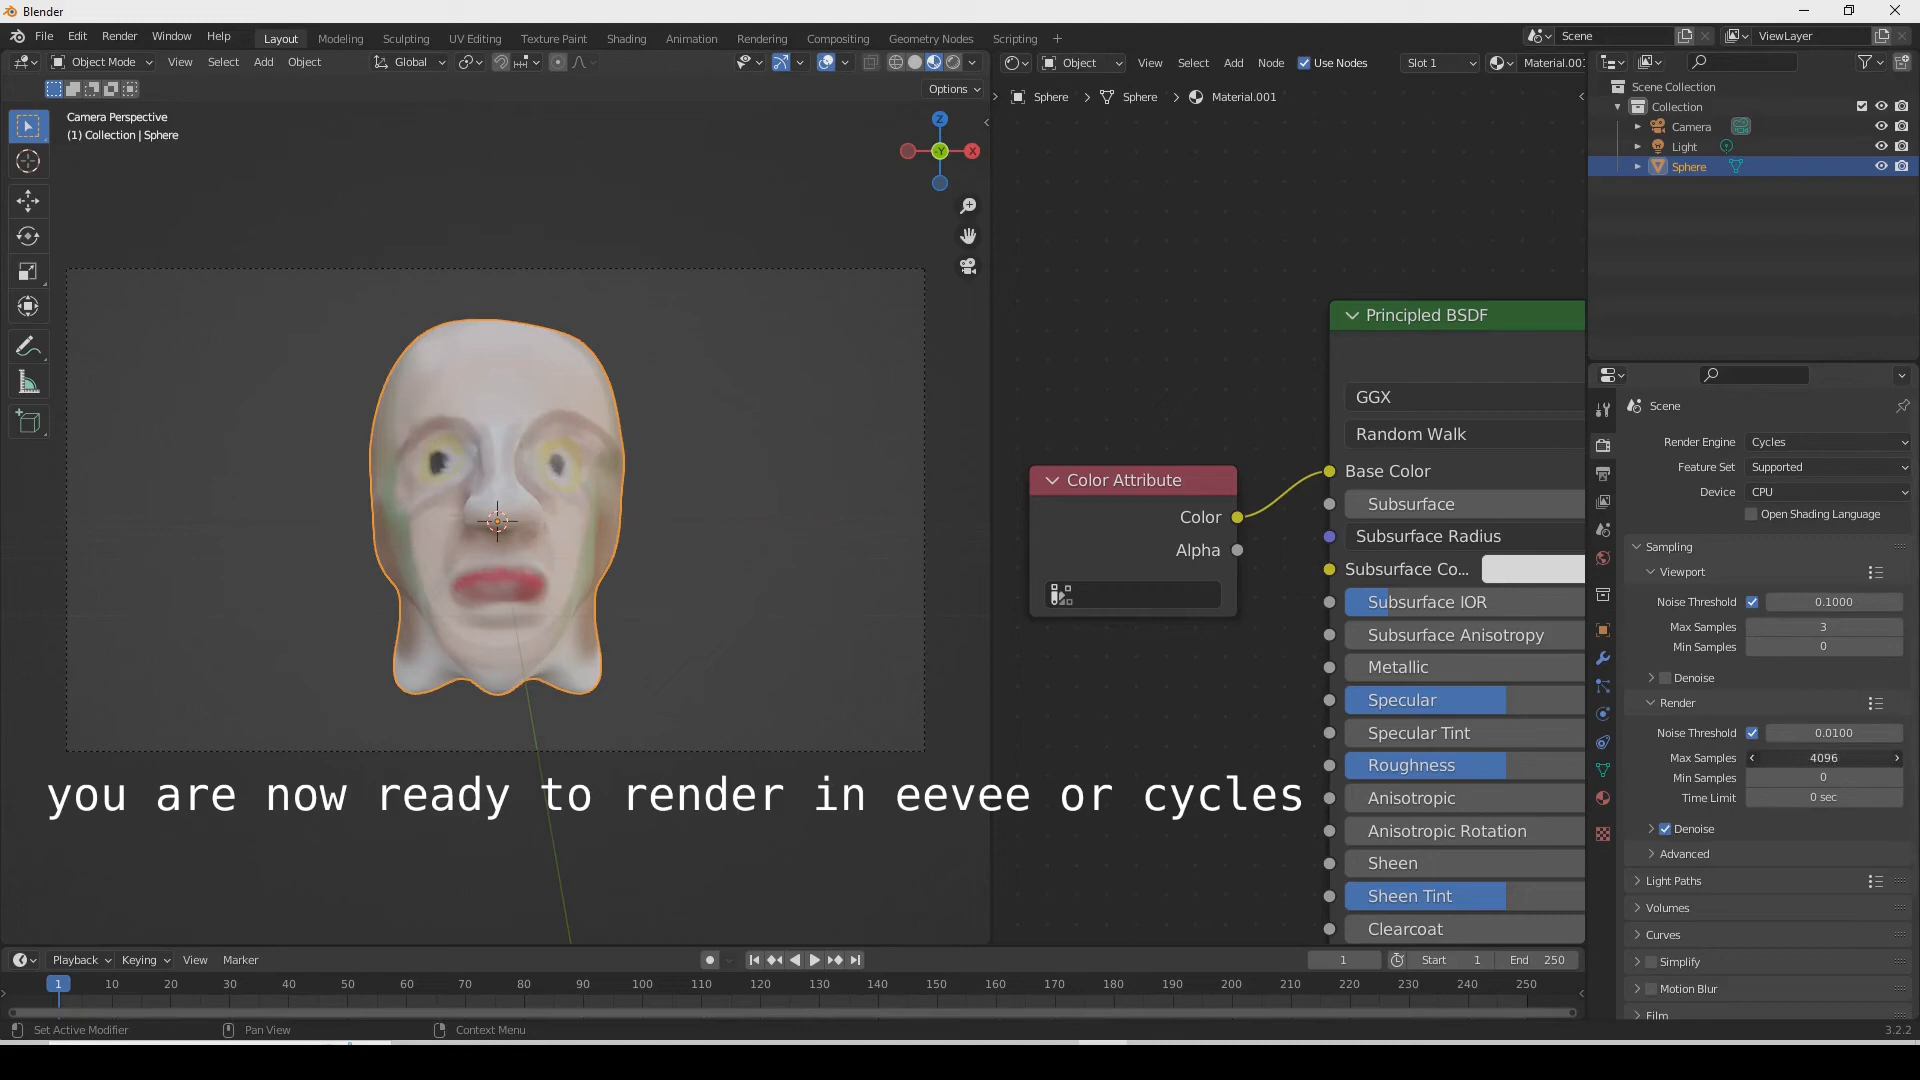 Blender
File Edit Render Window Help
Layout Modeling Sculpting UV Editing Texture Paint Shading Animation Rendering Compositing Geometry Nodes Scripting +
Scene ViewLayer
Object Mode View Select Add Object Global
Options
Camera Perspective
(1) Collection | Sphere
Z
-Y
X
Object View Select Add Node Use Nodes Slot 1 Material.001
Sphere > Sphere > Material.001
Color Attribute
Color
Alpha
Principled BSDF
GGX
Random Walk
Base Color
Subsurface
Subsurface Radius
Subsurface Co...
Subsurface IOR
Subsurface Anisotropy
Metallic
Specular
Specular Tint
Roughness
Anisotropic
Anisotropic Rotation
Sheen
Sheen Tint
Clearcoat
you are now ready to render in eevee or cycles
Scene Collection
Collection
Camera
Light
Sphere
Scene
Render Engine Cycles
Feature Set Supported
Device CPU
Open Shading Language
Sampling
Viewport
Noise Threshold 0.1000
Max Samples 3
Min Samples 0
Denoise
Render
Noise Threshold 0.0100
Max Samples 4096
Min Samples 0
Time Limit 0 sec
Denoise
Advanced
Light Paths
Volumes
Curves
Simplify
Motion Blur
Film
Playback Keying View Marker
1 Start 1 End 250
1 10 20 30 40 50 60 70 80 90 100 110 120 130 140 150 160 170 180 190 200 210 220 230 240 250
Set Active Modifier Pan View Context Menu
3.2.2